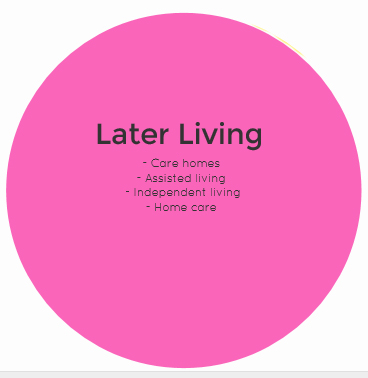 Later Living
- Care homes
- Assisted living
- Independent living
- Home care